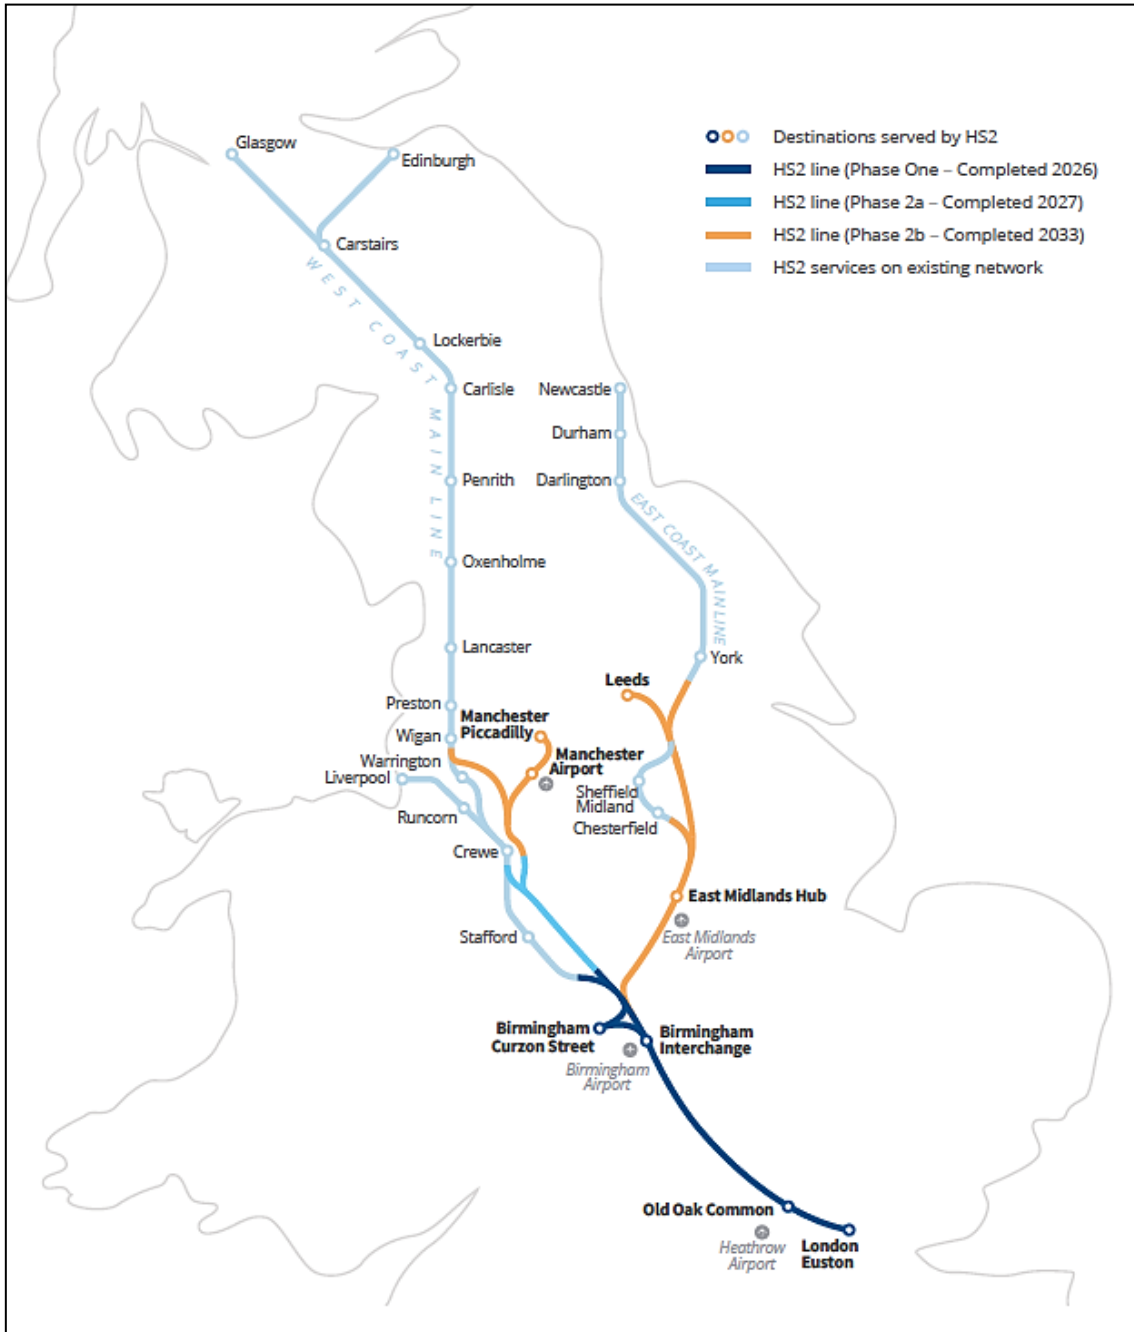 Destinations served by HS2
HS2 line (Phase One – Completed 2026)
HS2 line (Phase 2a – Completed 2027)
HS2 line (Phase 2b – Completed 2033)
HS2 services on existing network
Glasgow
Edinburgh
Carstairs
WEST COAST MAIN LINE
Lockerbie
Carlisle
Newcastle
Durham
Penrith
Darlington
EAST COAST MAIN LINE
Oxenholme
Lancaster
York
Leeds
Preston
Manchester
Piccadilly
Wigan
Manchester
Airport
Warrington
Liverpool
Sheffield
Midland
Runcorn
Chesterfield
Crewe
East Midlands Hub
Stafford
East Midlands
Airport
Birmingham
Curzon Street
Birmingham
Interchange
Birmingham
Airport
Old Oak Common
Heathrow
Airport
London
Euston